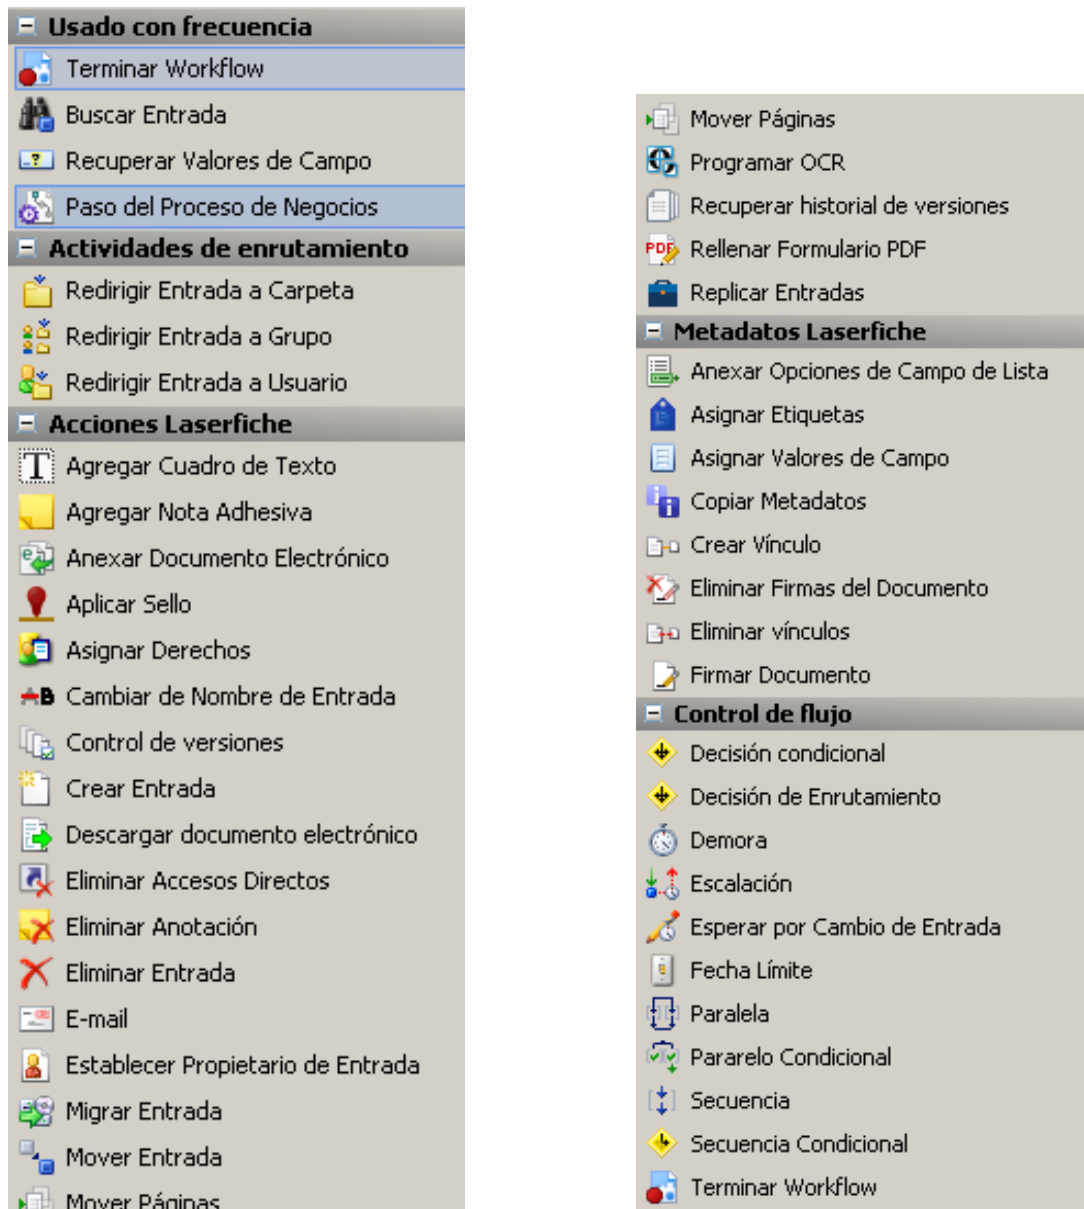 Usado con frecuencia
Terminar Workflow
Buscar Entrada
Recuperar Valores de Campo
Paso del Proceso de Negocios
Actividades de enrutamiento
Redirigir Entrada a Carpeta
Redirigir Entrada a Grupo
Redirigir Entrada a Usuario
Acciones Laserfiche
Agregar Cuadro de Texto
Agregar Nota Adhesiva
Anexar Documento Electrónico
Aplicar Sello
Asignar Derechos
Cambiar de Nombre de Entrada
Control de versiones
Crear Entrada
Descargar documento electrónico
Eliminar Accesos Directos
Eliminar Anotación
Eliminar Entrada
E-mail
Establecer Propietario de Entrada
Migrar Entrada
Mover Entrada
Mover Páginas
Mover Páginas
Programar OCR
Recuperar historial de versiones
Rellenar Formulario PDF
Replicar Entradas
Metadatos Laserfiche
Anexar Opciones de Campo de Lista
Asignar Etiquetas
Asignar Valores de Campo
Copiar Metadatos
Crear Vínculo
Eliminar Firmas del Documento
Eliminar vínculos
Firmar Documento
Control de flujo
Decisión condicional
Decisión de Enrutamiento
Demora
Escalación
Esperar por Cambio de Entrada
Fecha Límite
Paralela
Pararelo Condicional
Secuencia
Secuencia Condicional
Terminar Workflow